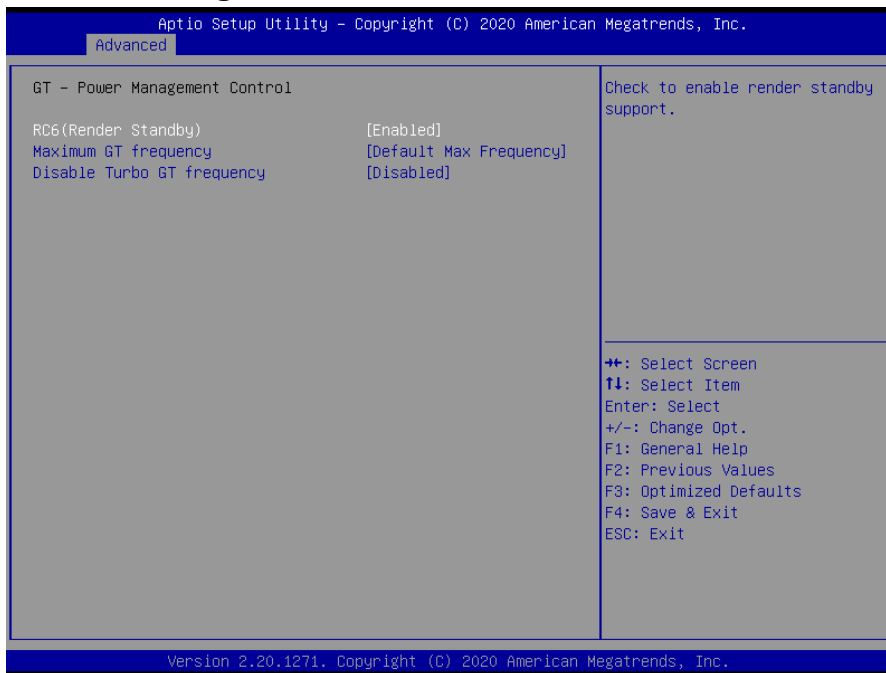 Aptio Setup Utility – Copyright (C) 2020 American Megatrends, Inc.
Advanced
GT – Power Management Control
RC6(Render Standby) [Enabled]
Maximum GT frequency [Default Max Frequency]
Disable Turbo GT frequency [Disabled]
Check to enable render standby
support.
→←: Select Screen
↑↓: Select Item
Enter: Select
+/-: Change Opt.
F1: General Help
F2: Previous Values
F3: Optimized Defaults
F4: Save & Exit
ESC: Exit
Version 2.20.1271. Copyright (C) 2020 American Megatrends, Inc.